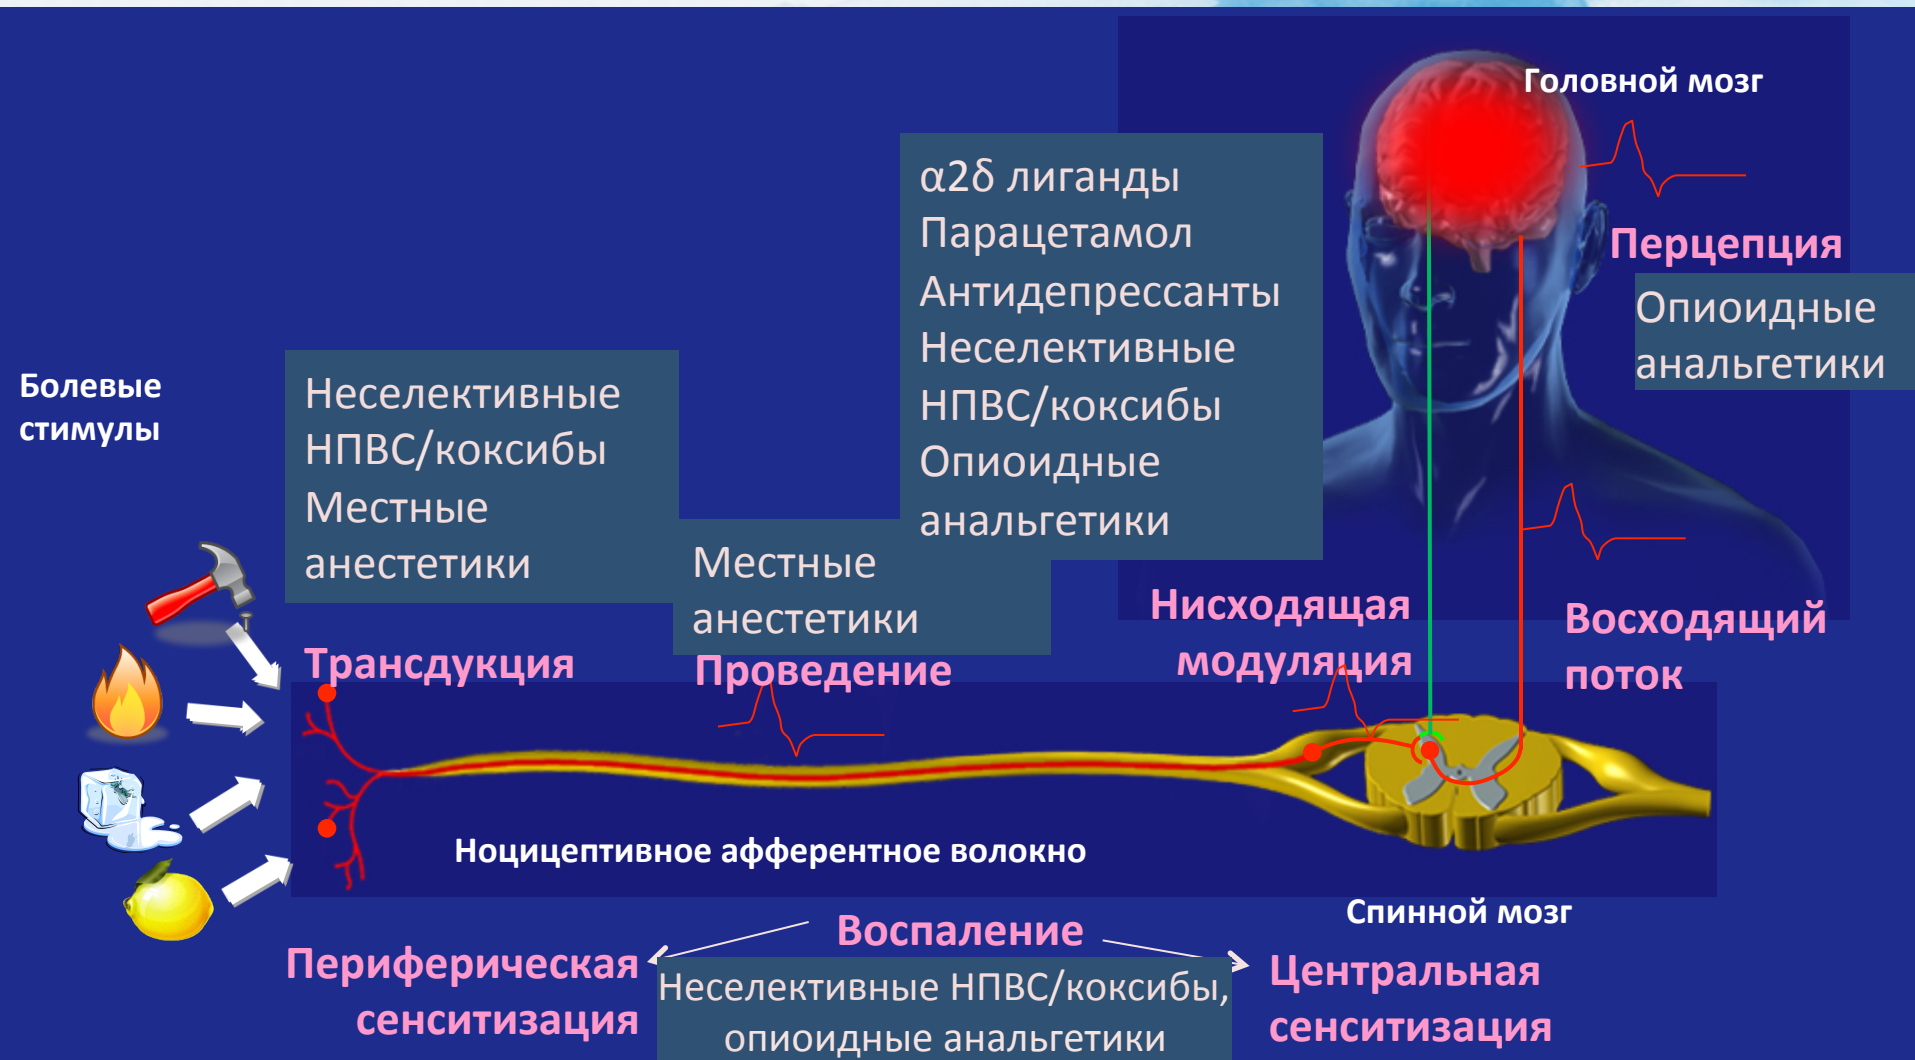 Головной мозг
α2δ лиганды
Парацетамол
Антидепрессанты
Неселективные
НПВС/коксибы
Опиоидные
анальгетики
Перцепция
Опиоидные
анальгетики
Болевые
стимулы
Неселективные
НПВС/коксибы
Местные
анестетики
Местные
анестетики
Трансдукция
Проведение
Нисходящая
модуляция
Восходящий
поток
Ноцицептивное афферентное волокно
Спинной мозг
Воспаление
Периферическая
сенситизация
Неселективные НПВС/коксибы,
опиоидные анальгетики
Центральная
сенситизация